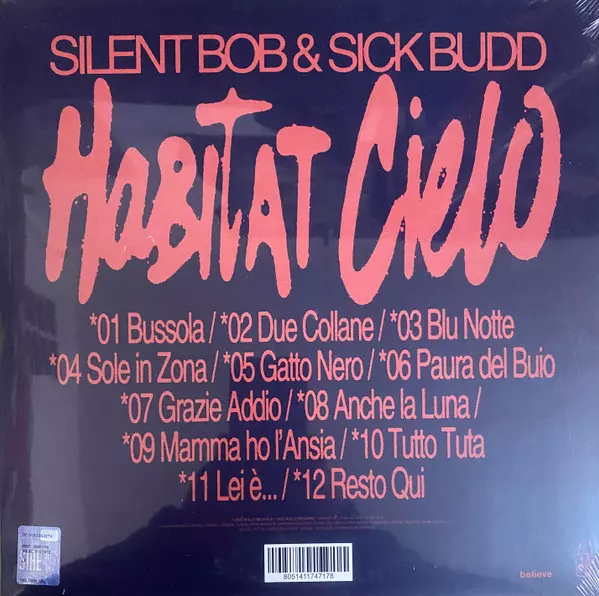 SILENT BOB & SICK BUDD
HABITAT CIELO
*01 Bussola / *02 Due Collane / *03 Blu Notte
*04 Sole in Zona / *05 Gatto Nero / *06 Paura del Buio
*07 Grazie Addio / *08 Anche la Luna /
*09 Mamma ho l'Ansia / *10 Tutto Tuta
*11 Lei è... / *12 Resto Qui
8051411747178
believe